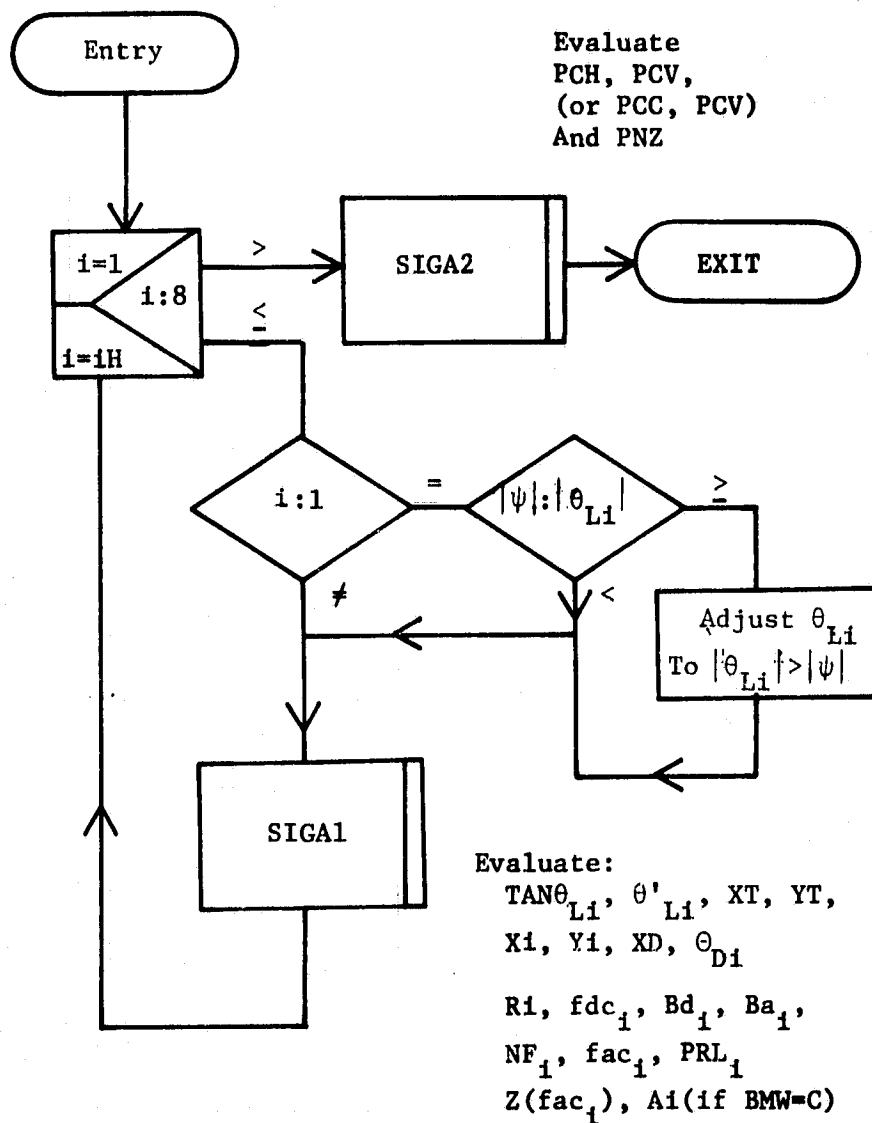 Entry
Evaluate
PCH, PCV,
(or PCC, PCV)
And PNZ
i=1
i:8
i=iH
>
≤
SIGA2
EXIT
i:1
=
|ψ|:|θLi|
≥
≠
<
Adjust θLi
To |θLi|>|ψ|
SIGA1
Evaluate:
TANθLi, θ'Li, XT, YT,
Xi, Yi, XD, ΘDi
Ri, fdci, Bdi, Bai,
NFi, faci, PRLi
Z(faci), Ai(if BMW=C)